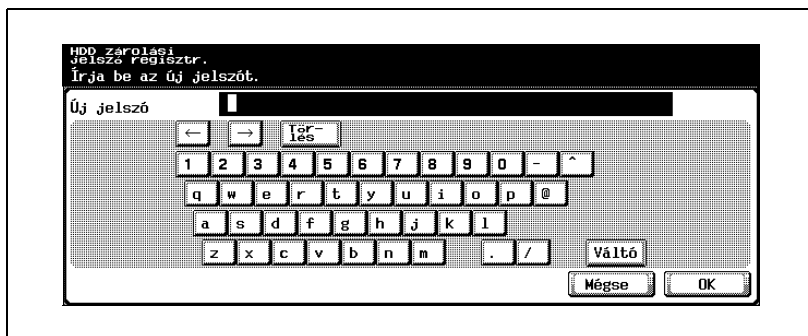 HDD zárolási
jelszó regisztr.
Írja be az új jelszót.
Új jelszó
← → Tör-
lés
1 2 3 4 5 6 7 8 9 0 - ^
q w e r t y u i o p @
a s d f g h j k l
z x c v b n m . / Váltó
Mégse OK